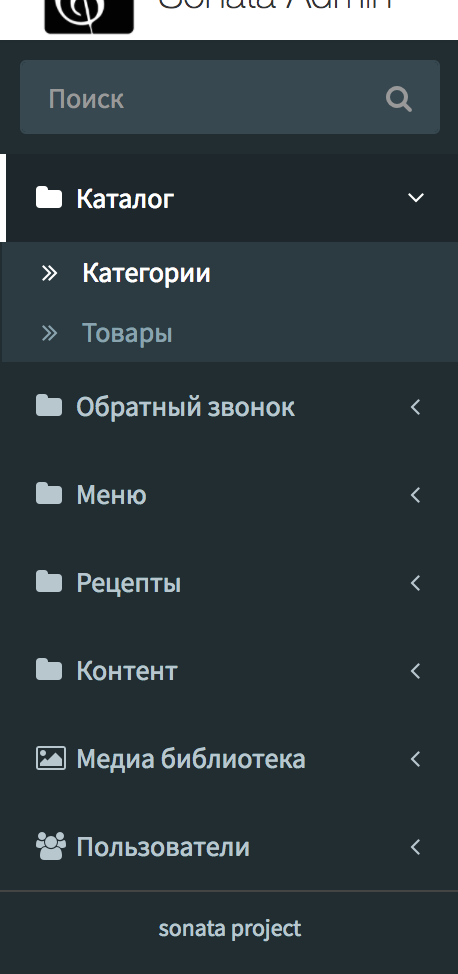 Sonata Admin
Поиск
Каталог
Категории
Товары
Обратный звонок
Меню
Рецепты
Контент
Медиа библиотека
Пользователи
sonata project